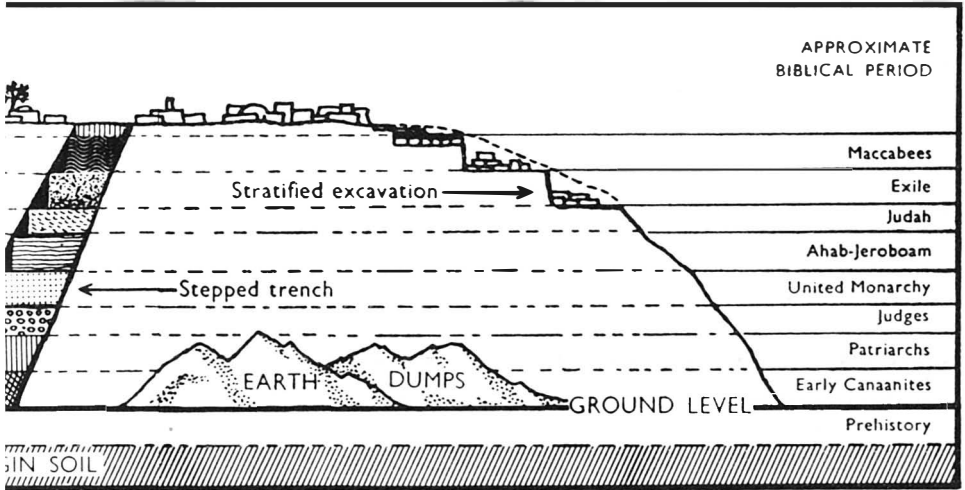 APPROXIMATE
BIBLICAL PERIOD
Maccabees
Stratified excavation
Exile
Judah
Ahab-Jeroboam
Stepped trench
United Monarchy
Judges
Patriarchs
EARTH DUMPS
Early Canaanites
GROUND LEVEL
Prehistory
GIN SOIL